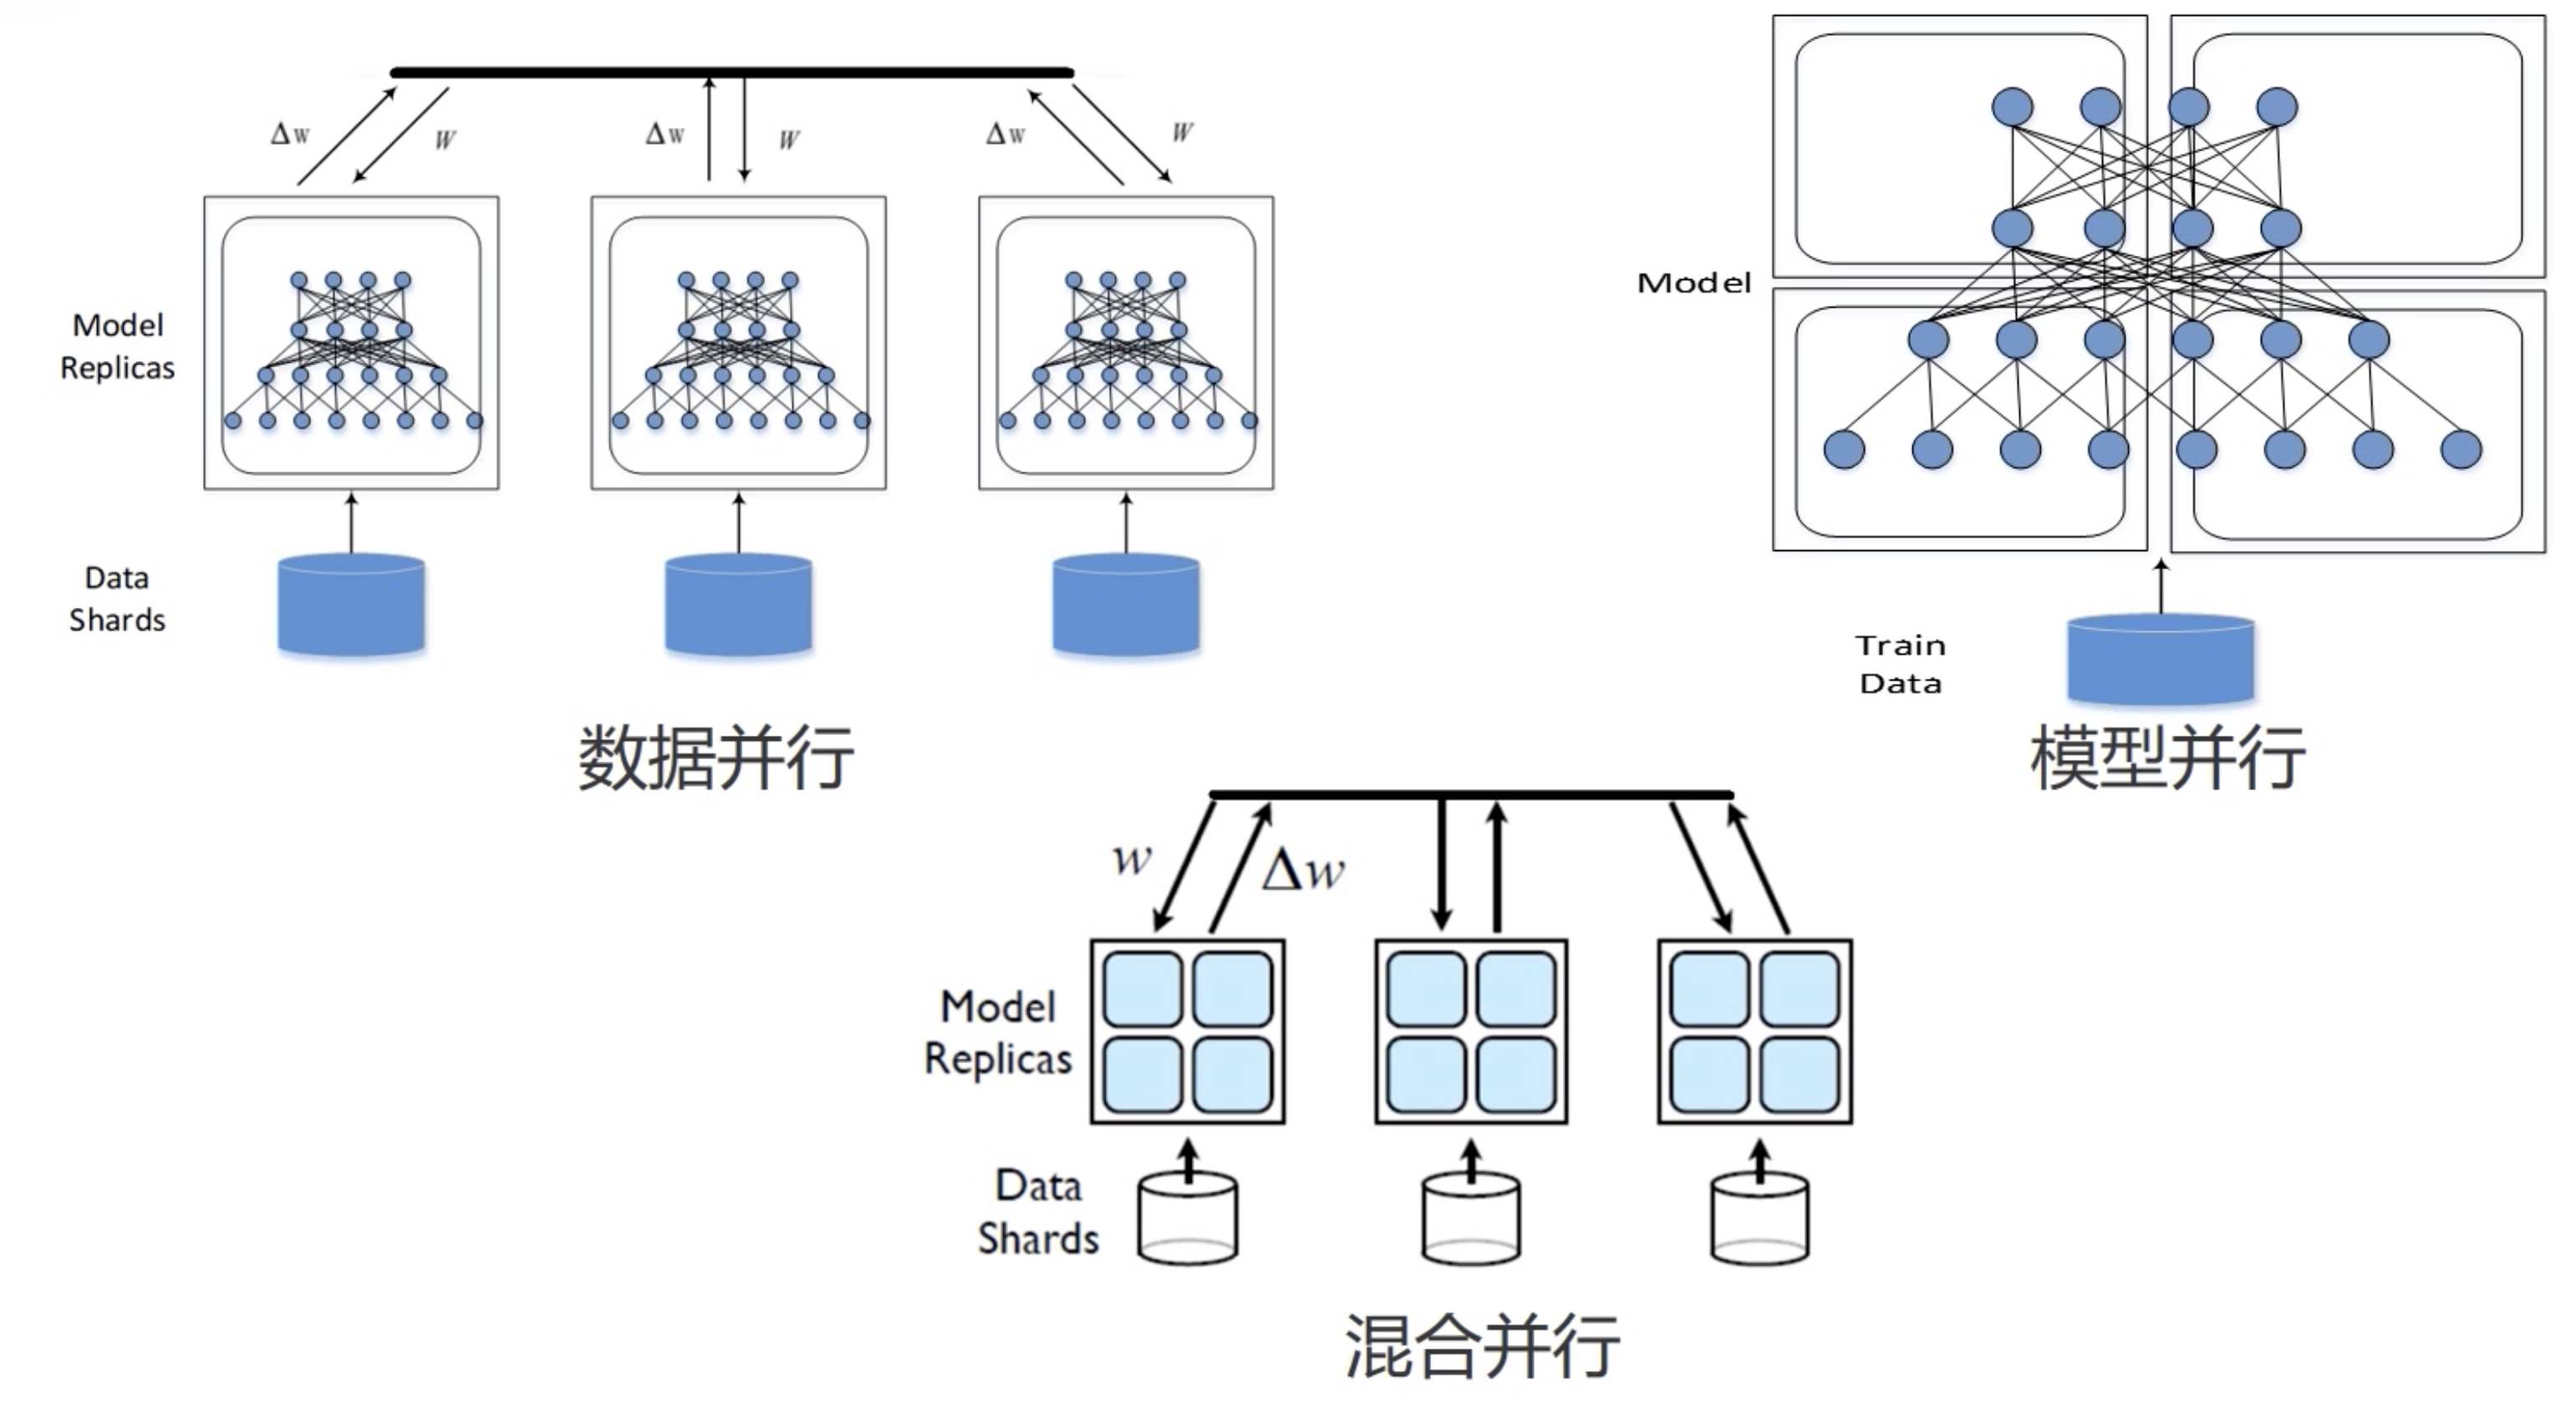 Δw
W
Δw
W
Δw
W
Model
Replicas
Data
Shards
数据并行
Model
Train
Data
模型并行
w
Δw
Model
Replicas
Data
Shards
混合并行